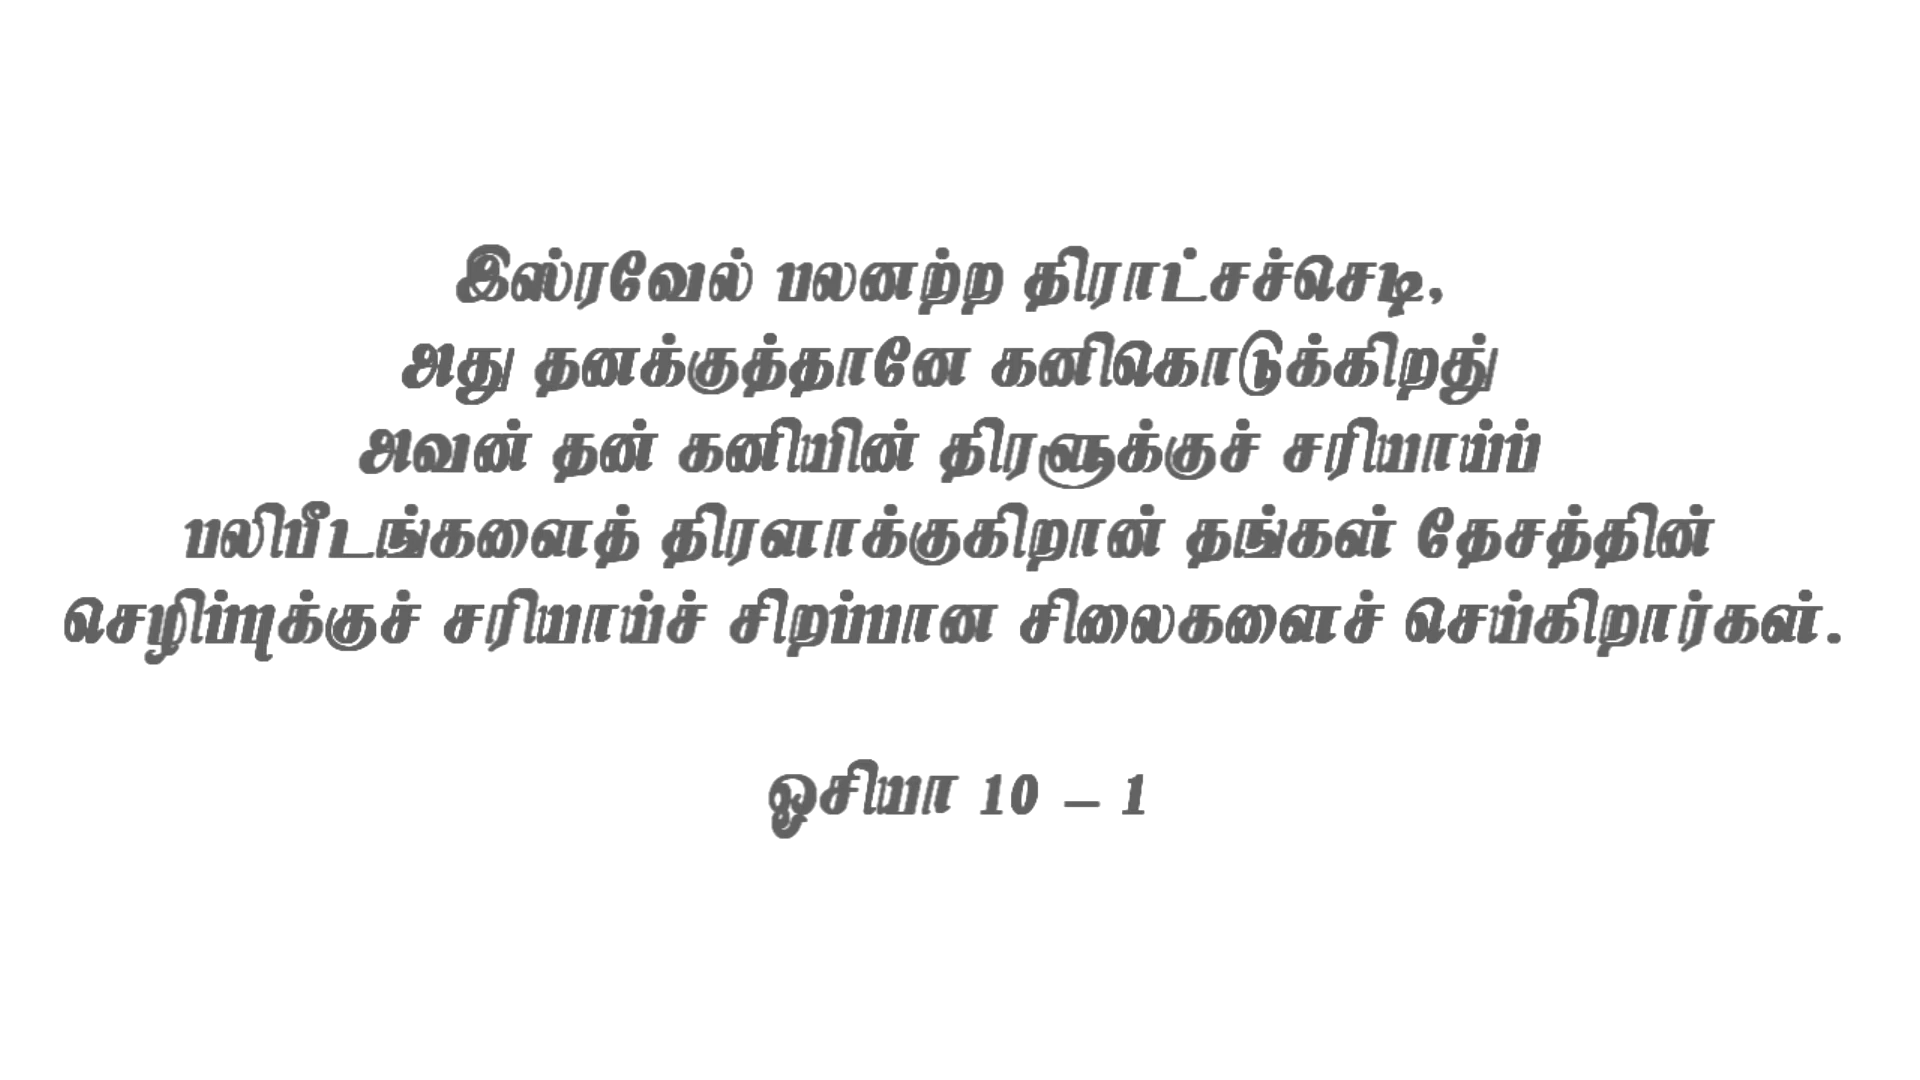 இஸ்ரவேல் பலனற்ற திராட்சச்செடி,
அது தனக்குத்தானே கனிகொடுக்கிறது்
அவன் தன் கனியின் திரளுக்குச் சரியாய்ப்
பலிபீடங்களைத் திரளாக்குகிறான் தங்கள் தேசத்தின்
செழிப்புக்குச் சரியாய்ச் சிறப்பான சிலைகளைச் செய்கிறார்கள்.
ஓசியா 10 – 1